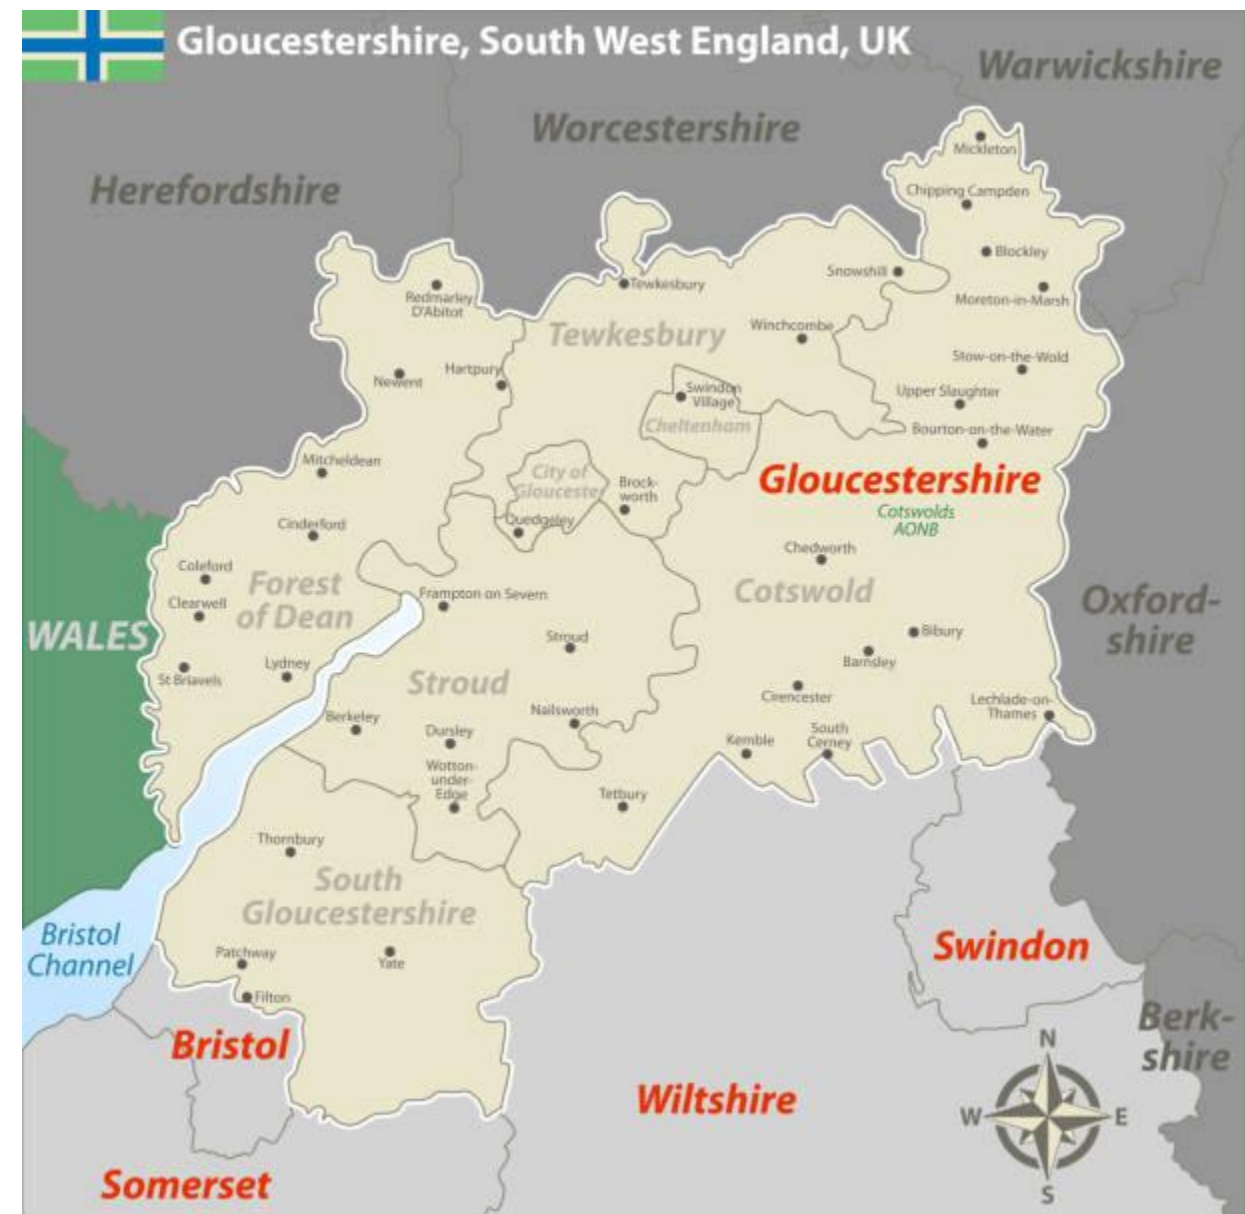 Gloucestershire, South West England, UK
Warwickshire
Worcestershire
Herefordshire
Mickleton
Chipping Campden
Blockley
Snowshill
Moreton-in-Marsh
Tewkesbury
Redmarley
D'Abitot
Tewkesbury
Winchcombe
Stow-on-the-Wold
Hartpury
Newent
Swindon
Village
Upper Slaughter
Cheltenham
Bourton-on-the-Water
Mitcheldean
City of
Gloucester
Brock-
worth
Gloucestershire
Cotswolds
AONB
Quedgeley
Cinderford
Chedworth
Coleford
Forest
of Dean
Clearwell
Frampton on Severn
Cotswold
Oxford-
shire
WALES
Stroud
Bibury
Barnsley
St Briavels
Lydney
Stroud
Cirencester
Lechlade-on-
Thames
Berkeley
Nailsworth
Dursley
Kemble
South
Cerney
Wotton-
under-
Edge
Tetbury
Thornbury
South
Gloucestershire
Bristol
Channel
Patchway
Yate
Swindon
Filton
Bristol
Berk-
shire
N
Wiltshire
W
E
Somerset
S